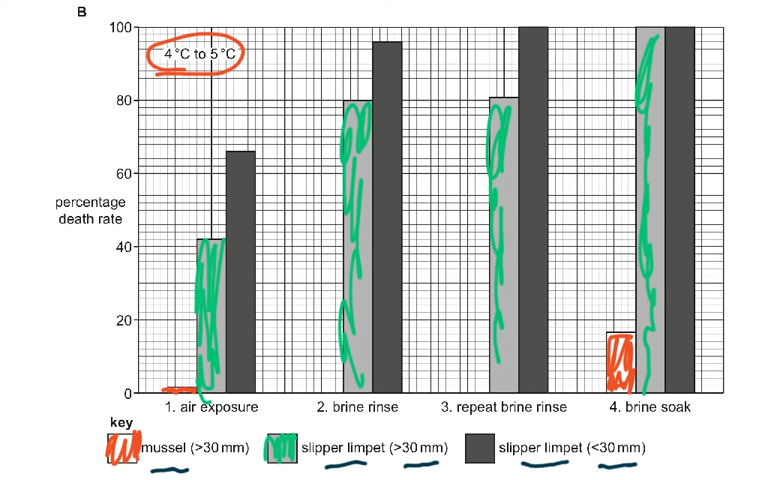 B
100
4 °C to 5 °C
80
60
percentage
death rate
40
20
0
1. air exposure 2. brine rinse 3. repeat brine rinse 4. brine soak
key
mussel (>30 mm) slipper limpet (>30 mm) slipper limpet (<30 mm)